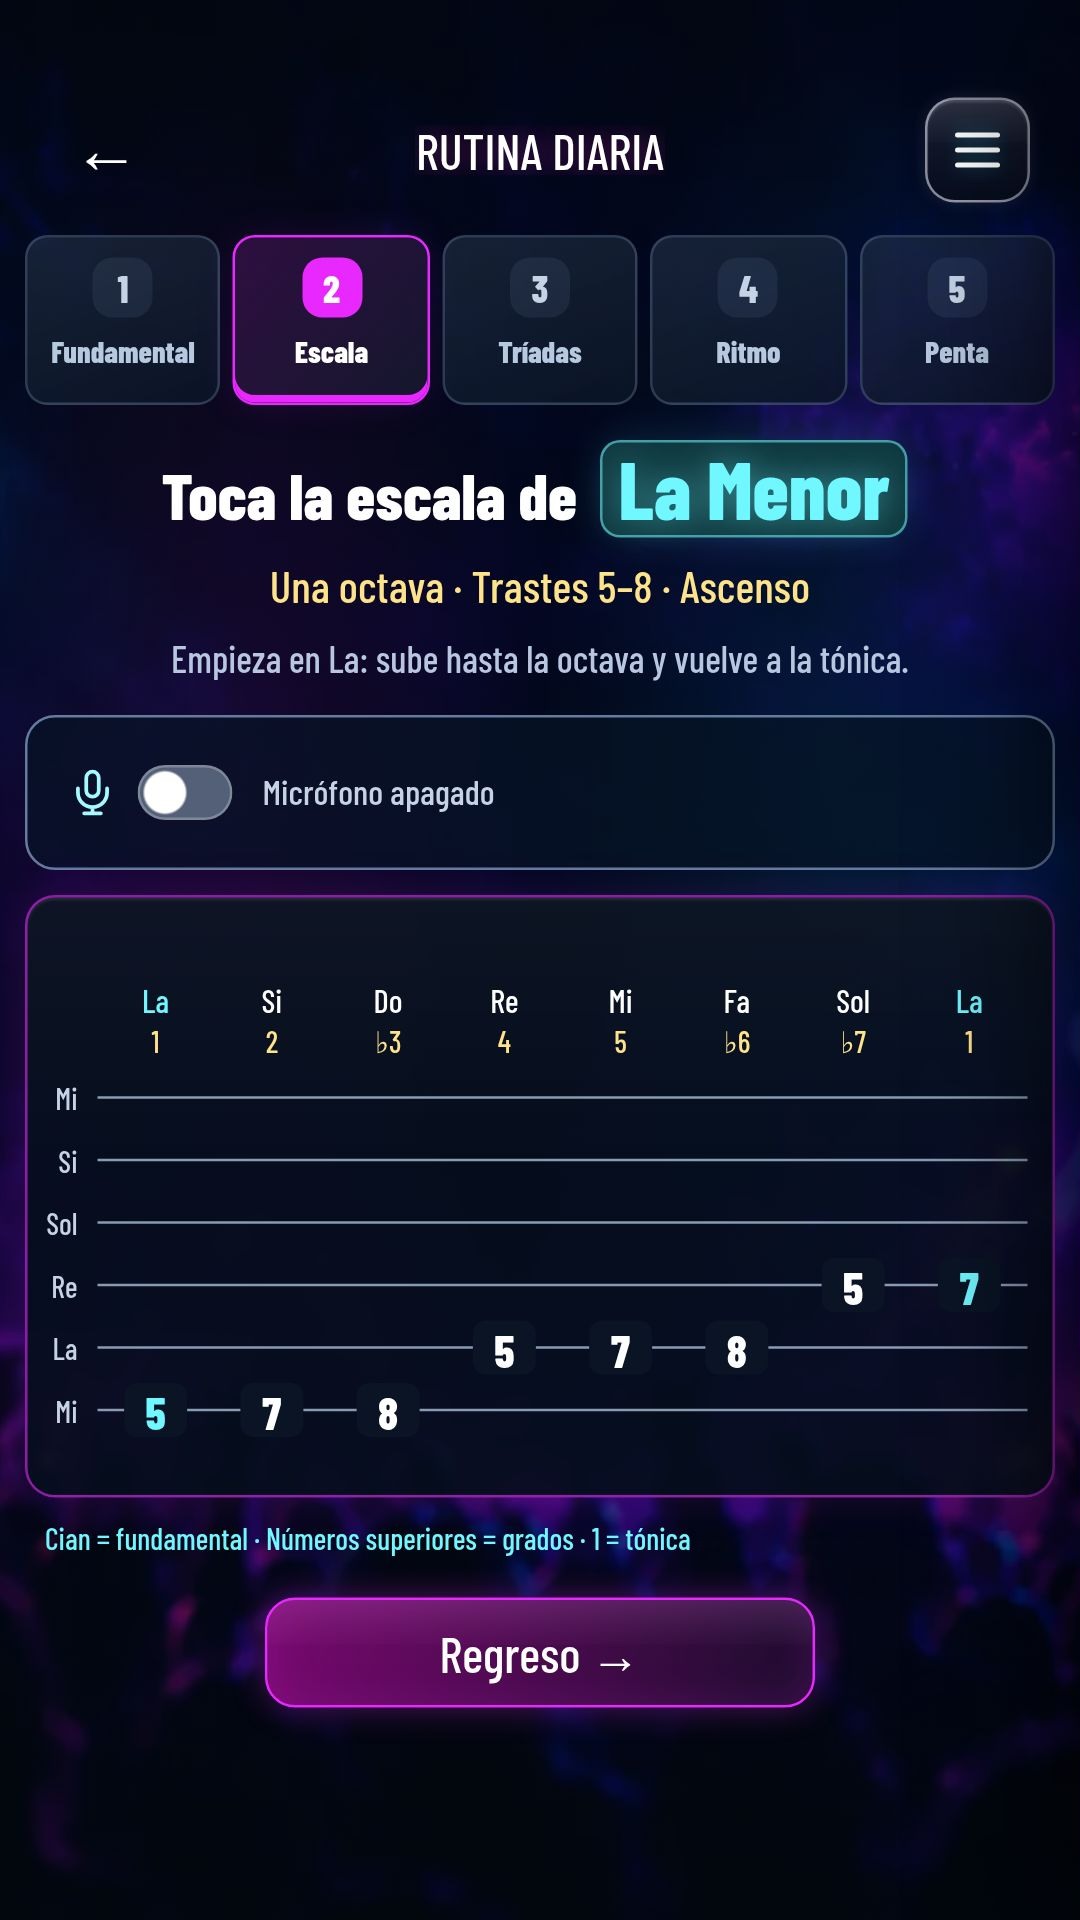 ← RUTINA DIARIA
1 2 3 4 5
Fundamental Escala Tríadas Ritmo Penta
Toca la escala de La Menor
Una octava · Trastes 5–8 · Ascenso
Empieza en La: sube hasta la octava y vuelve a la tónica.
Micrófono apagado
La Si Do Re Mi Fa Sol La
1 2 ♭3 4 5 ♭6 ♭7 1
Mi
Si
Sol
Re 5 7
La 5 7 8
Mi 5 7 8
Cian = fundamental · Números superiores = grados · 1 = tónica
Regreso →